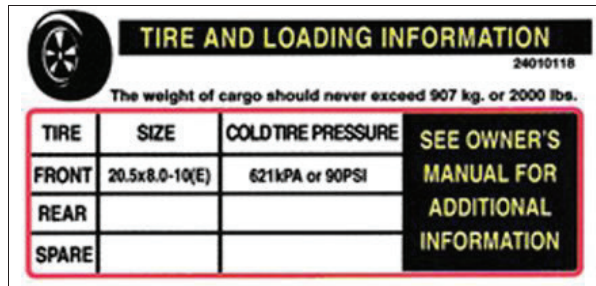 TIRE AND LOADING INFORMATION
24010118
The weight of cargo should never exceed 907 kg. or 2000 lbs.
TIRE SIZE COLD TIRE PRESSURE
FRONT 20.5x8.0-10(E) 621kPA or 90PSI
REAR
SPARE
SEE OWNER'S
MANUAL FOR
ADDITIONAL
INFORMATION